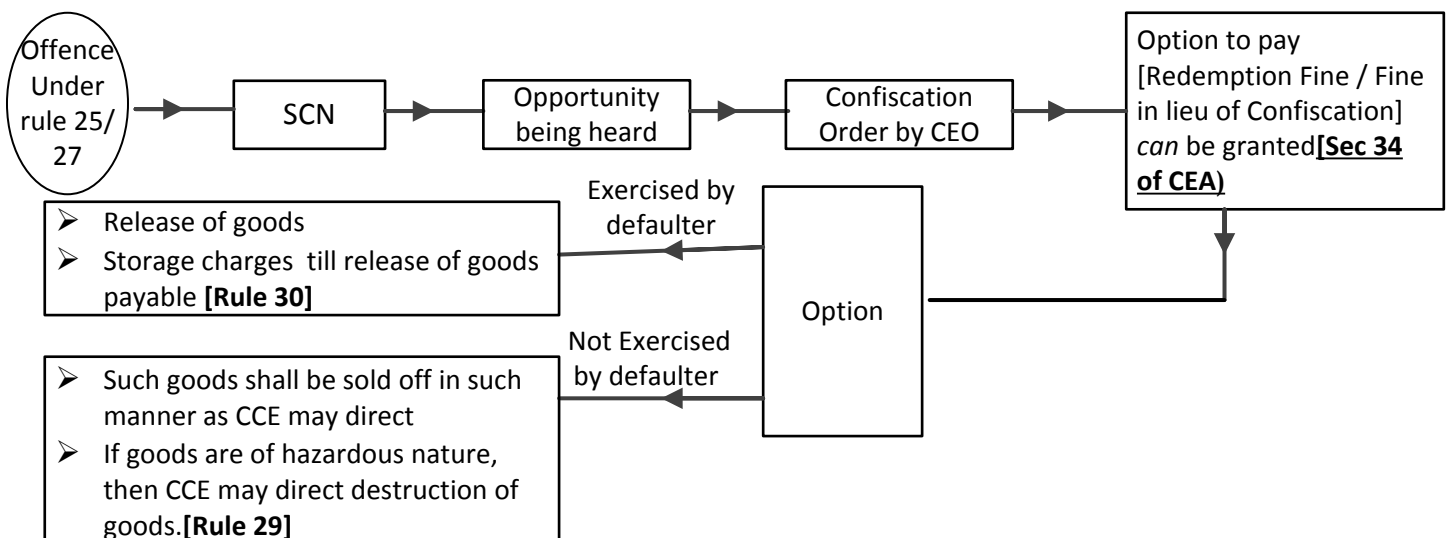 Offence
Under
rule 25/
27
SCN
Opportunity
being heard
Confiscation
Order by CEO
Option to pay
[Redemption Fine / Fine
in lieu of Confiscation]
can be granted[Sec 34
of CEA)
Exercised by
defaulter
➢ Release of goods
➢ Storage charges till release of goods
payable [Rule 30]
Option
Not Exercised
by defaulter
➢ Such goods shall be sold off in such
manner as CCE may direct
➢ If goods are of hazardous nature,
then CCE may direct destruction of
goods.[Rule 29]